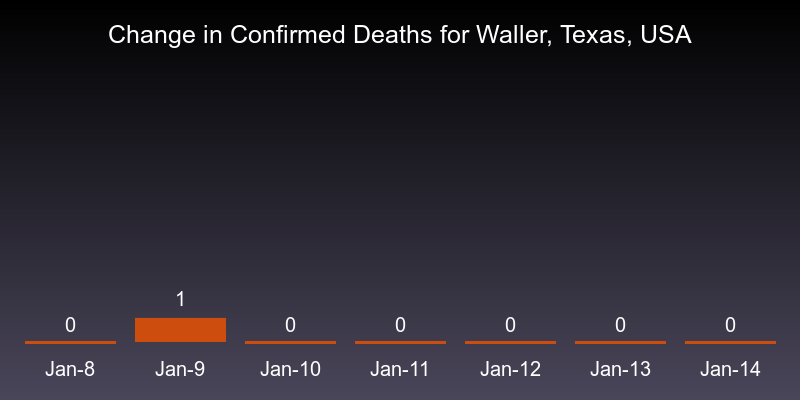 Change in Confirmed Deaths for Waller, Texas, USA
0 1 0 0 0 0 0
Jan-8 Jan-9 Jan-10 Jan-11 Jan-12 Jan-13 Jan-14